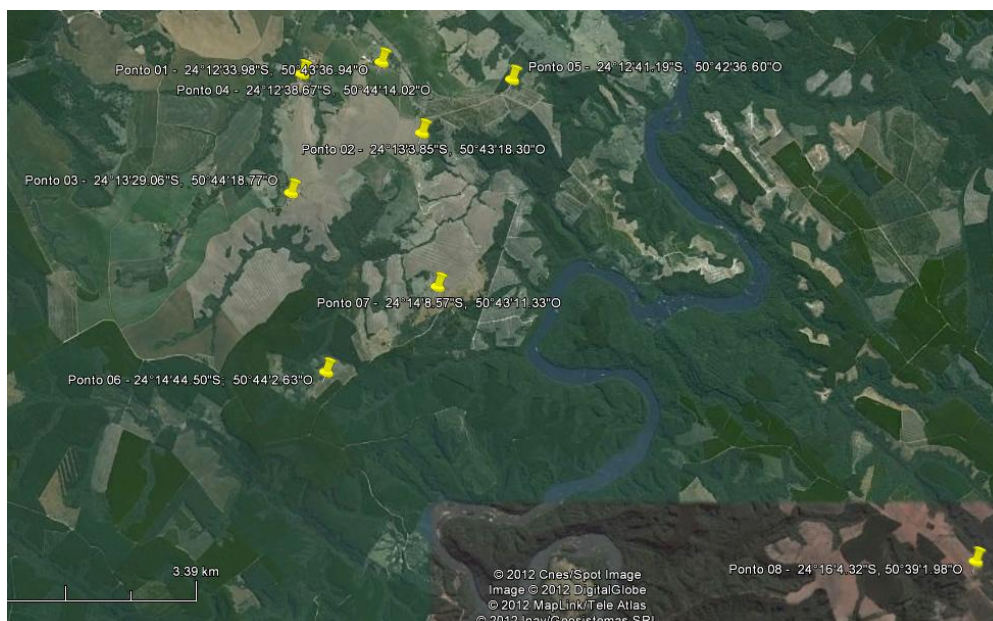 Ponto 01 - 24°12'33.98"S, 50°43'36.94"O
Ponto 05 - 24°12'41.19"S, 50°42'36.60"O
Ponto 04 - 24°12'38.67"S, 50°44'14.02"O
Ponto 02 - 24°13'3.85"S, 50°43'18.30"O
Ponto 03 - 24°13'29.06"S, 50°44'18.77"O
Ponto 07 - 24°14'8.57"S, 50°43'11.33"O
Ponto 06 - 24°14'44.50"S, 50°44'2.63"O
Ponto 08 - 24°16'4.32"S, 50°39'1.98"O
3.39 km
© 2012 Cnes/Spot Image
Image © 2012 DigitalGlobe
© 2012 MapLink/Tele Atlas
© 2012 Inav/Geosistemas SRL